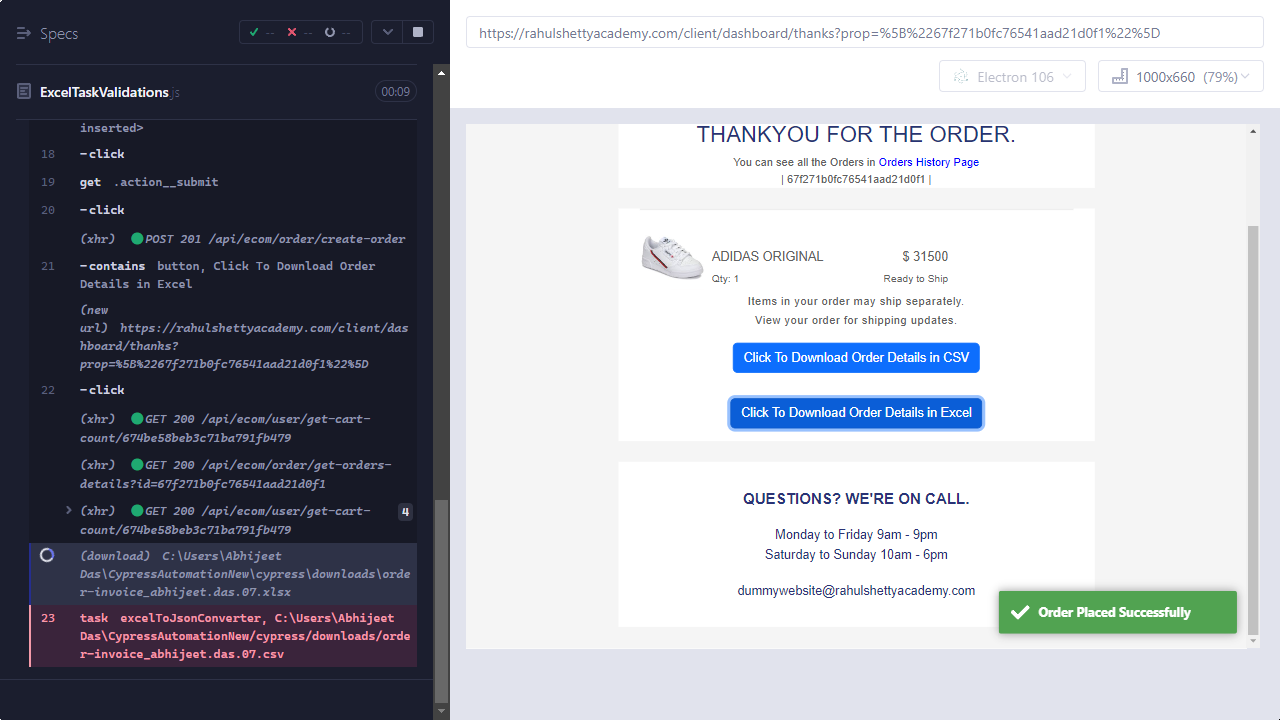 Specs
--
--
--
ExcelTaskValidations.js
00:09
inserted>
18 -click
19 get .action__submit
20 -click
(xhr) POST 201 /api/ecom/order/create-order
21 -contains button, Click To Download Order
Details in Excel
(new
url) https://rahulshettyacademy.com/client/das
hboard/thanks?
prop=%5B%2267f271b0fc76541aad21d0f1%22%5D
22 -click
(xhr) GET 200 /api/ecom/user/get-cart-
count/674be58beb3c71ba791fb479
(xhr) GET 200 /api/ecom/order/get-orders-
details?id=67f271b0fc76541aad21d0f1
(xhr) GET 200 /api/ecom/user/get-cart-
count/674be58beb3c71ba791fb479
4
(download) C:\Users\Abhijeet
Das\CypressAutomationNew\cypress\downloads\orde
r-invoice_abhijeet.das.07.xlsx
23 task excelToJsonConverter, C:\Users\Abhijeet
Das\CypressAutomationNew/cypress/downloads/orde
r-invoice_abhijeet.das.07.csv
https://rahulshettyacademy.com/client/dashboard/thanks?prop=%5B%2267f271b0fc76541aad21d0f1%22%5D
Electron 106
1000x660 (79%)
THANKYOU FOR THE ORDER.
You can see all the Orders in Orders History Page
| 67f271b0fc76541aad21d0f1 |
ADIDAS ORIGINAL $ 31500
Qty: 1 Ready to Ship
Items in your order may ship separately.
View your order for shipping updates.
Click To Download Order Details in CSV
Click To Download Order Details in Excel
QUESTIONS? WE'RE ON CALL.
Monday to Friday 9am - 9pm
Saturday to Sunday 10am - 6pm
dummywebsite@rahulshettyacademy.com
Order Placed Successfully